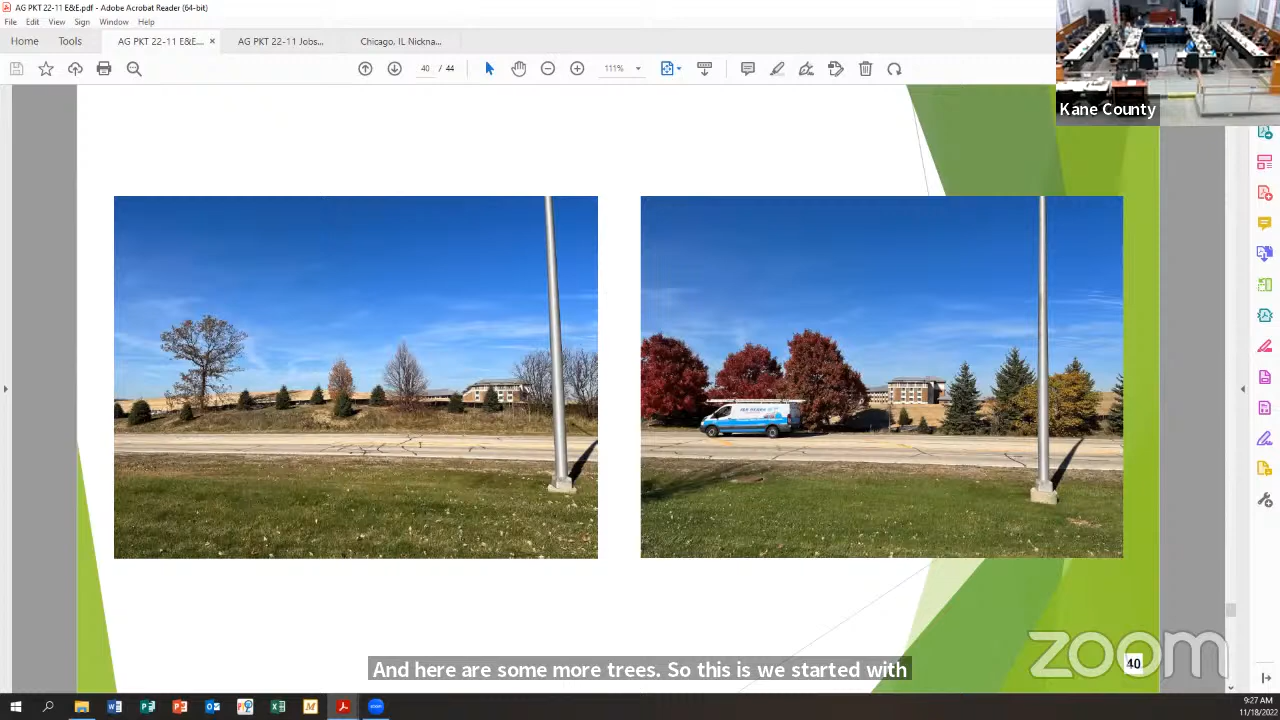 AG PKT 22-11 E&E.pdf - Adobe Acrobat Reader (64-bit)
File Edit View Sign Window Help
Home Tools AG PKT 22-11 E&E... × AG PKT 22-11 Jobs... Chicago, IL Nickna...
40 / 44 111%
Kane County
And here are some more trees. So this is we started with
zoom
40
9:27 AM
11/18/2022